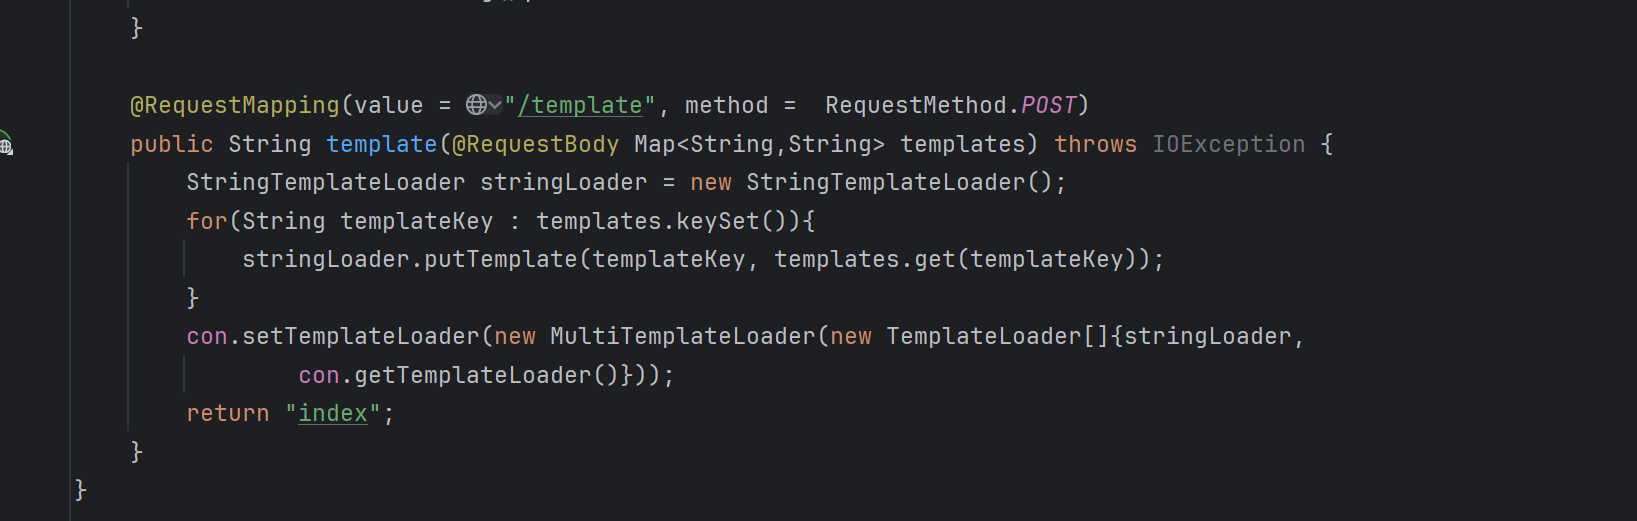 }
@RequestMapping(value = "/template", method =  RequestMethod.POST)
public String template(@RequestBody Map<String,String> templates) throws IOException {
StringTemplateLoader stringLoader = new StringTemplateLoader();
for(String templateKey : templates.keySet()){
stringLoader.putTemplate(templateKey, templates.get(templateKey));
}
con.setTemplateLoader(new MultiTemplateLoader(new TemplateLoader[]{stringLoader,
con.getTemplateLoader()}));
return "index";
}
}